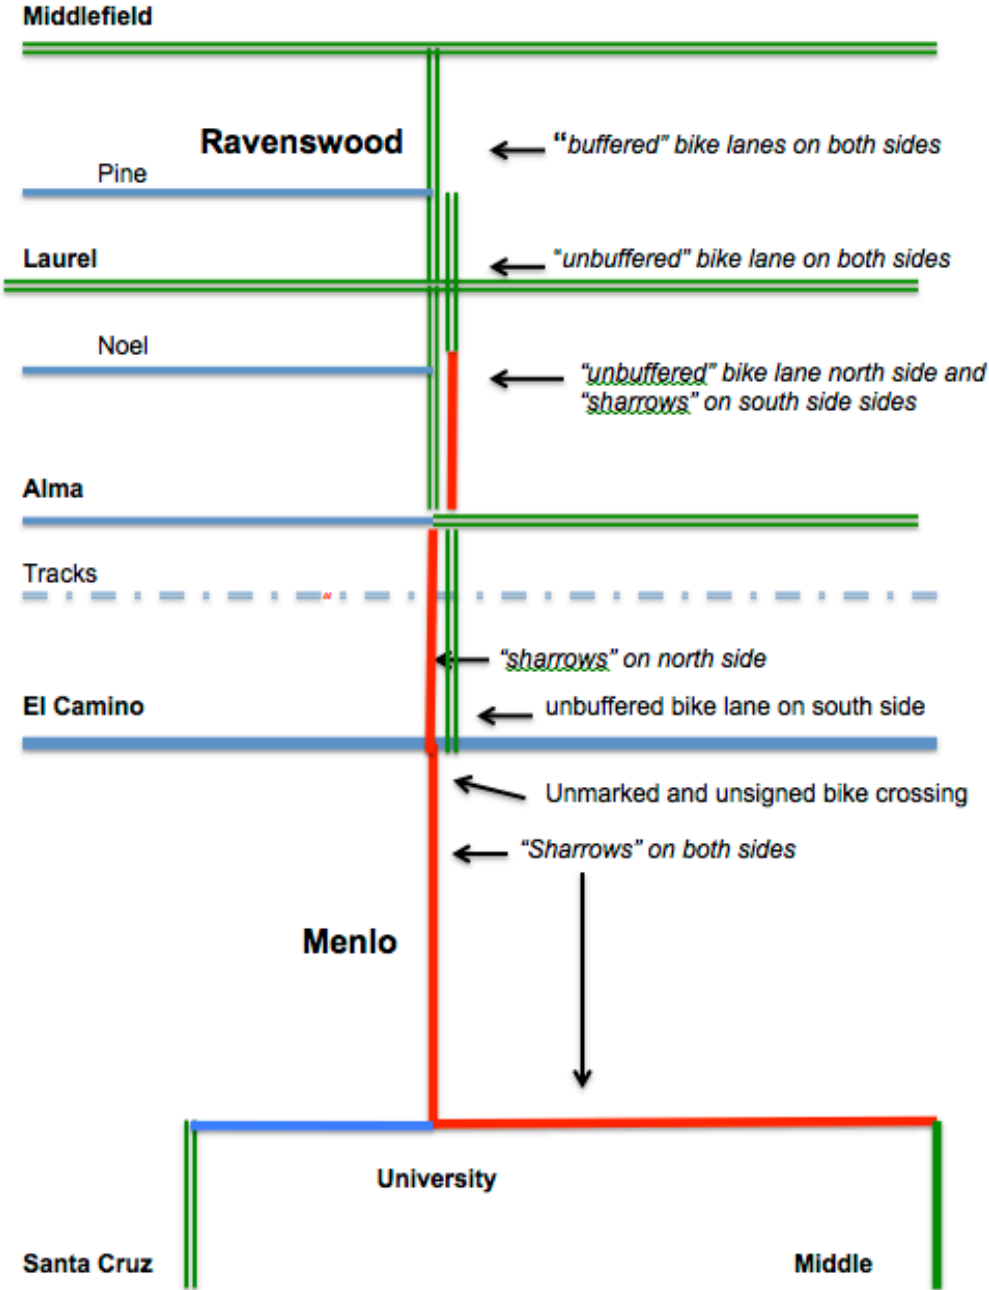 Middlefield
Ravenswood
“buffered” bike lanes on both sides
Pine
Laurel
“unbuffered” bike lane on both sides
Noel
“unbuffered” bike lane north side and
“sharrows” on south side sides
Alma
Tracks
“
“sharrows” on north side
El Camino
unbuffered bike lane on south side
Unmarked and unsigned bike crossing
“Sharrows” on both sides
Menlo
University
Santa Cruz
Middle